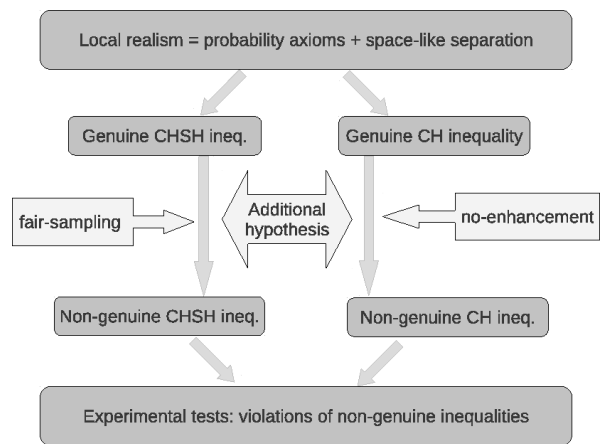 Local realism = probability axioms + space-like separation
Genuine CHSH ineq.
Genuine CH inequality
fair-sampling
Additional
hypothesis
no-enhancement
Non-genuine CHSH ineq.
Non-genuine CH ineq.
Experimental tests: violations of non-genuine inequalities